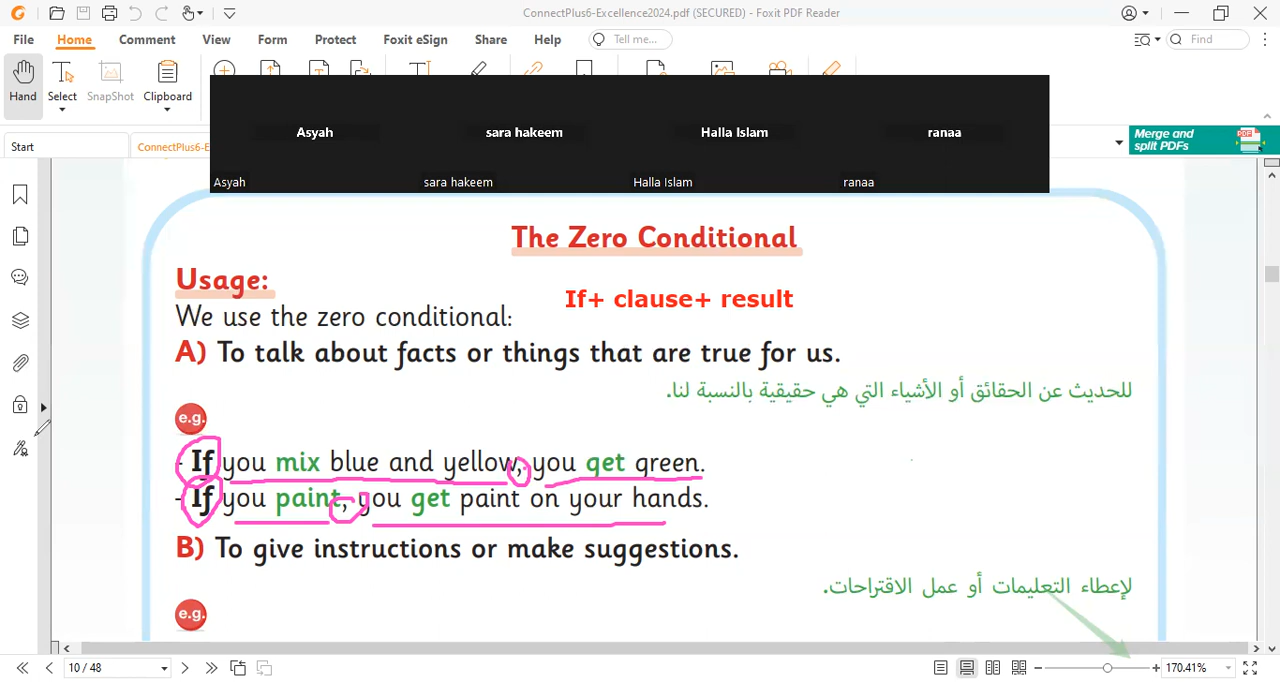 ConnectPlus6-Excellence2024.pdf (SECURED) - Foxit PDF Reader
File Home Comment View Form Protect Foxit eSign Share Help Tell me... Find
Hand Select SnapShot Clipboard
Asyah sara hakeem Halla Islam ranaa
Asyah sara hakeem Halla Islam ranaa
Start ConnectPlus6-E
Merge and
split PDFs
PDF
The Zero Conditional
Usage:
If+ clause+ result
We use the zero conditional:
A) To talk about facts or things that are true for us.
للحديث عن الحقائق أو الأشياء التي هي حقيقية بالنسبة لنا.
e.g.
- If you mix blue and yellow, you get green.
- If you paint, you get paint on your hands.
B) To give instructions or make suggestions.
لإعطاء التعليمات أو عمل الاقتراحات.
e.g.
10 / 48 170.41%